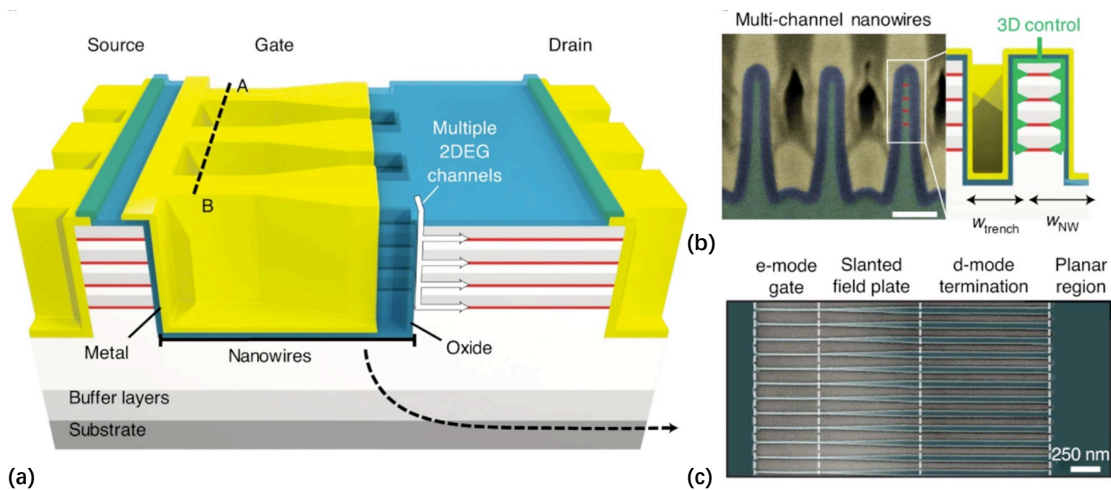 Source
Gate
Drain
A
B
Multiple
2DEG
channels
Metal
Nanowires
Oxide
Buffer layers
Substrate
(a)
Multi-channel nanowires
3D control
w_trench
w_NW
(b)
e-mode
gate
Slanted
field plate
d-mode
termination
Planar
region
250 nm
(c)